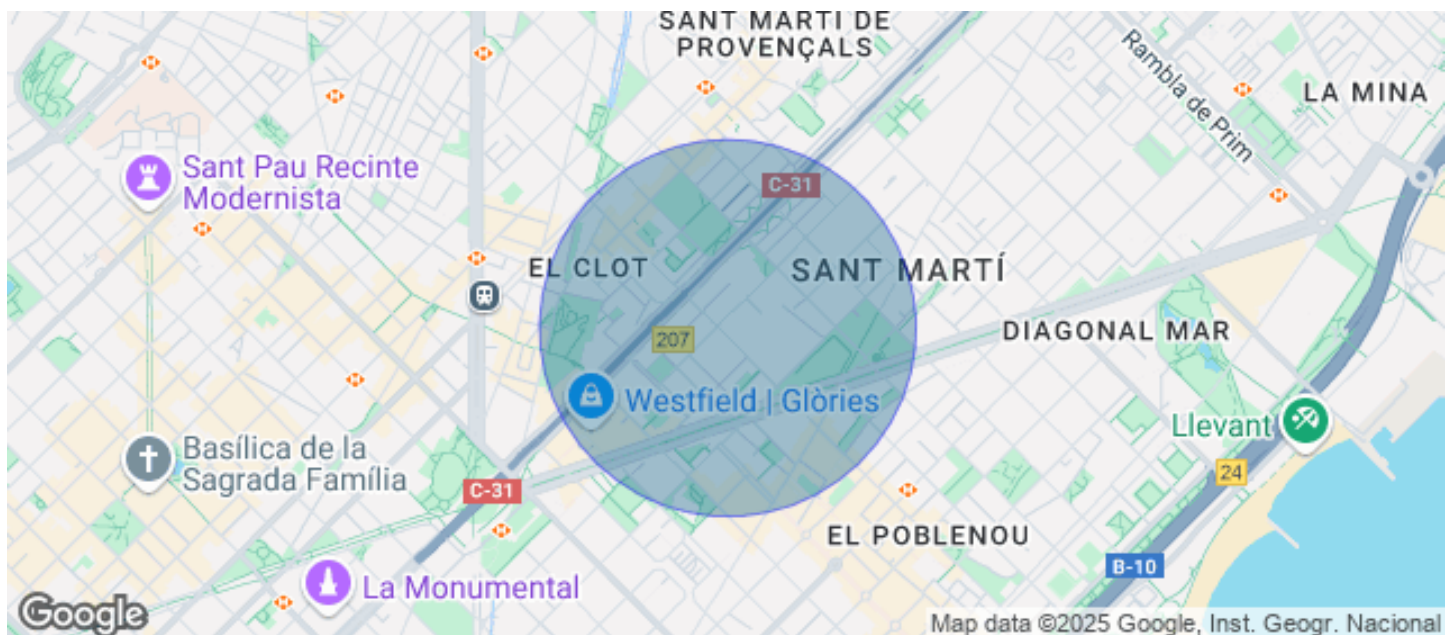 SANT MARTÍ DE
PROVENÇALS
Rambla de Prim
LA MINA
Sant Pau Recinte
Modernista
C-31
EL CLOT
SANT MARTÍ
207
DIAGONAL MAR
Westfield | Glòries
Llevant
Basílica de la
Sagrada Família
24
C-31
EL POBLENOU
B-10
La Monumental
Google
Map data ©2025 Google, Inst. Geogr. Nacional